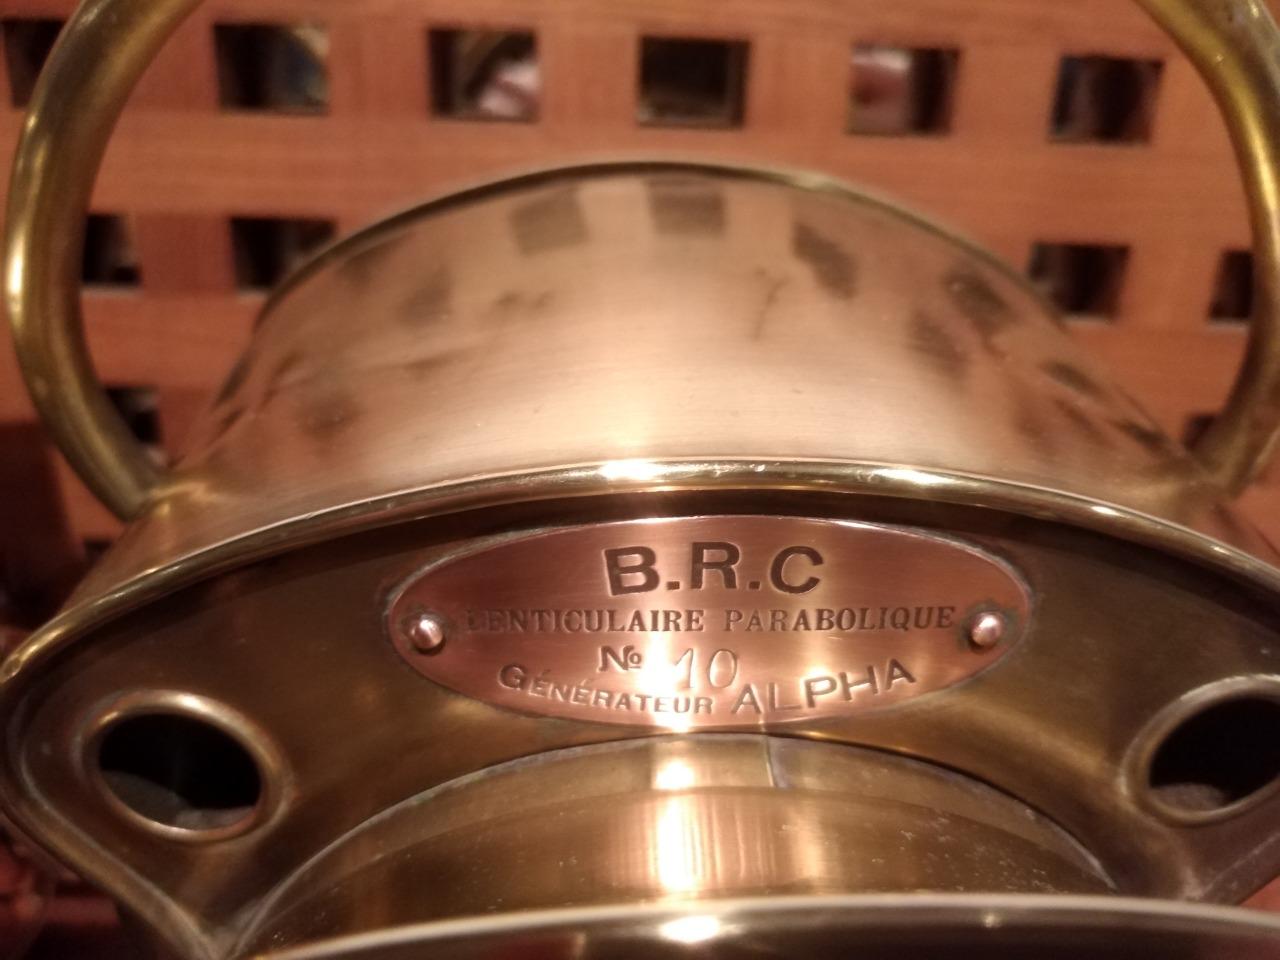 B.R.C
LENTICULAIRE PARABOLIQUE
No 10
GÉNÉRATEUR ALPHA